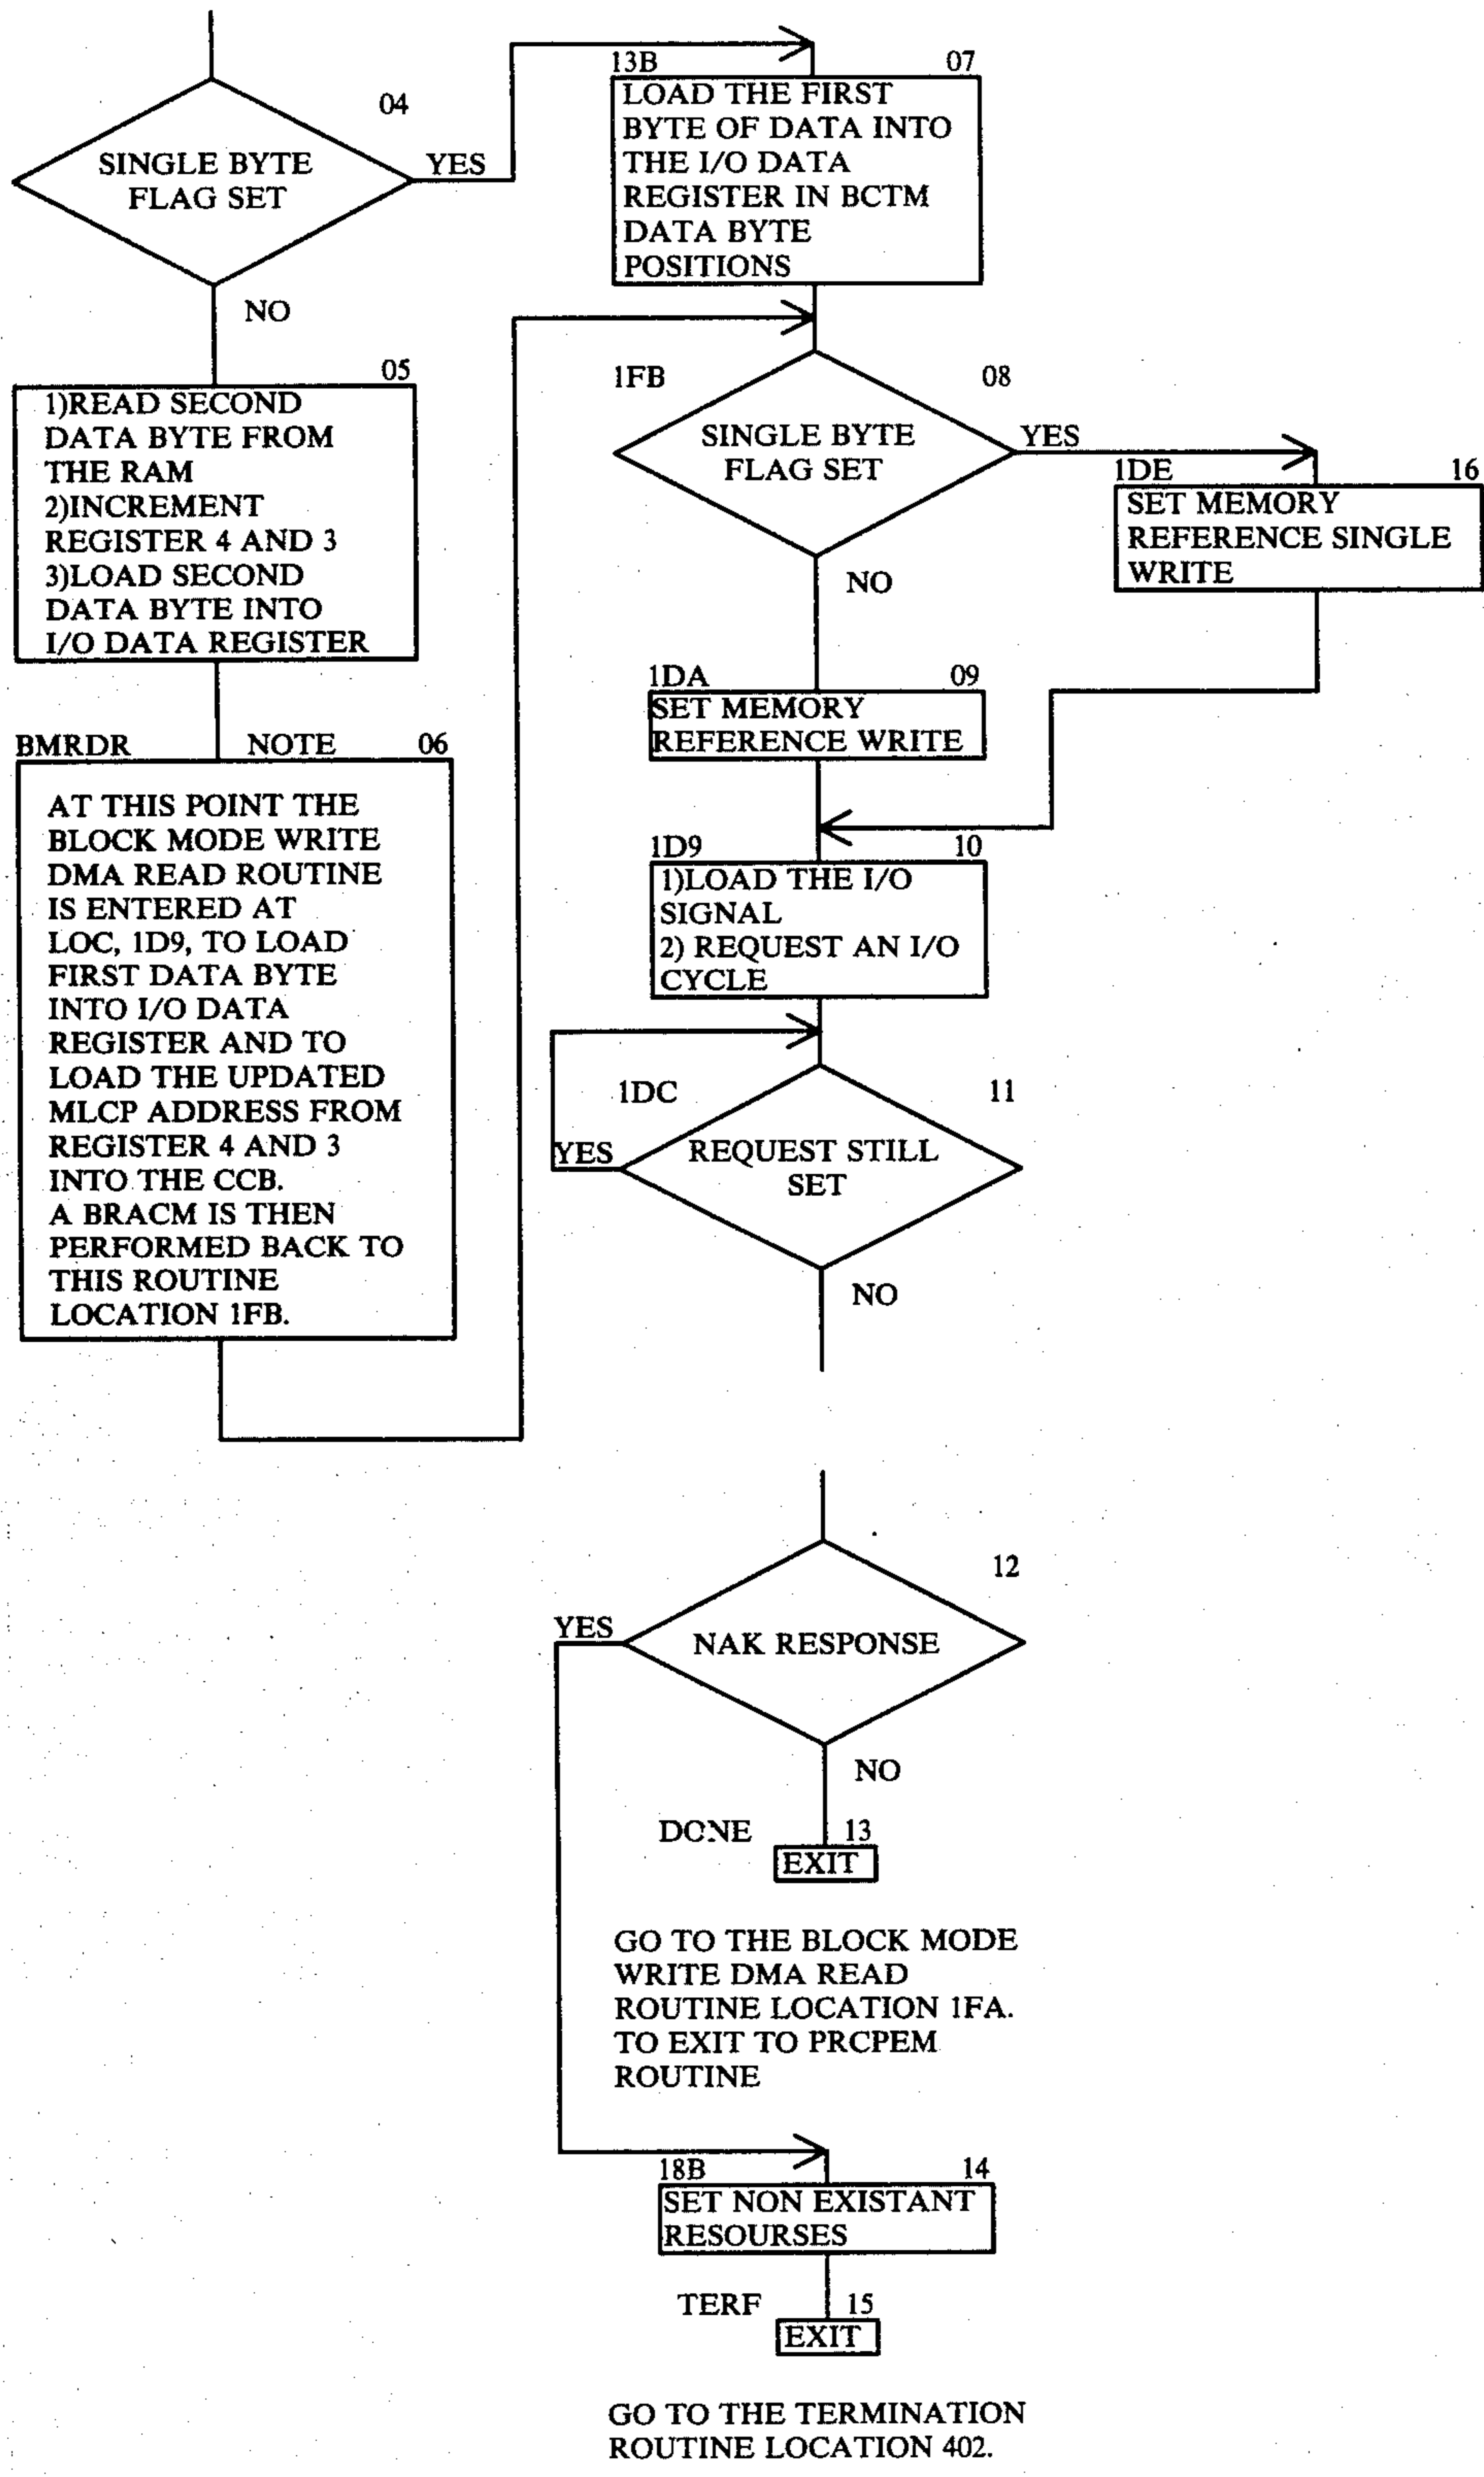 04
SINGLE BYTE
FLAG SET
YES
NO
05
1)READ SECOND
DATA BYTE FROM
THE RAM
2)INCREMENT
REGISTER 4 AND 3
3)LOAD SECOND
DATA BYTE INTO
I/O DATA REGISTER
BMRDR NOTE 06
AT THIS POINT THE
BLOCK MODE WRITE
DMA READ ROUTINE
IS ENTERED AT
LOC, 1D9, TO LOAD
FIRST DATA BYTE
INTO I/O DATA
REGISTER AND TO
LOAD THE UPDATED
MLCP ADDRESS FROM
REGISTER 4 AND 3
INTO THE CCB.
A BRACM IS THEN
PERFORMED BACK TO
THIS ROUTINE
LOCATION 1FB.
13B 07
LOAD THE FIRST
BYTE OF DATA INTO
THE I/O DATA
REGISTER IN BCTM
DATA BYTE
POSITIONS
1FB 08
SINGLE BYTE
FLAG SET
YES
NO
1DE 16
SET MEMORY
REFERENCE SINGLE
WRITE
1DA 09
SET MEMORY
REFERENCE WRITE
1D9 10
1)LOAD THE I/O
SIGNAL
2) REQUEST AN I/O
CYCLE
1DC 11
YES
REQUEST STILL
SET
NO
12
YES
NAK RESPONSE
NO
DONE 13
EXIT
GO TO THE BLOCK MODE
WRITE DMA READ
ROUTINE LOCATION 1FA.
TO EXIT TO PRCPEM
ROUTINE
18B 14
SET NON EXISTANT
RESOURSES
TERF 15
EXIT
GO TO THE TERMINATION
ROUTINE LOCATION 402.